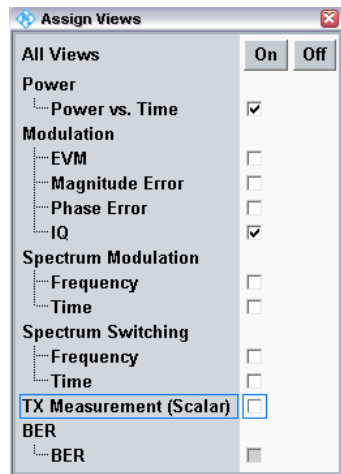 Assign Views
All Views On Off
Power
Power vs. Time
Modulation
EVM
Magnitude Error
Phase Error
IQ
Spectrum Modulation
Frequency
Time
Spectrum Switching
Frequency
Time
TX Measurement (Scalar)
BER
BER